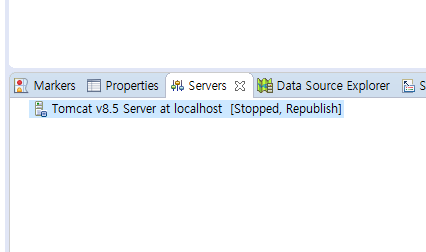 Markers Properties Servers Data Source Explorer S
Tomcat v8.5 Server at localhost [Stopped, Republish]